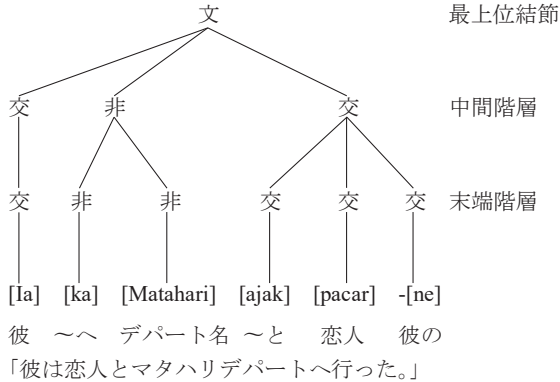 文 最上位結節
交 非 交 中間階層
交 非 非 交 交 交 末端階層
[Ia] [ka] [Matahari] [ajak] [pacar] -[ne]
彼 ～へ デパート名 ～と 恋人 彼の
「彼は恋人とマタハリデパートへ行った。」